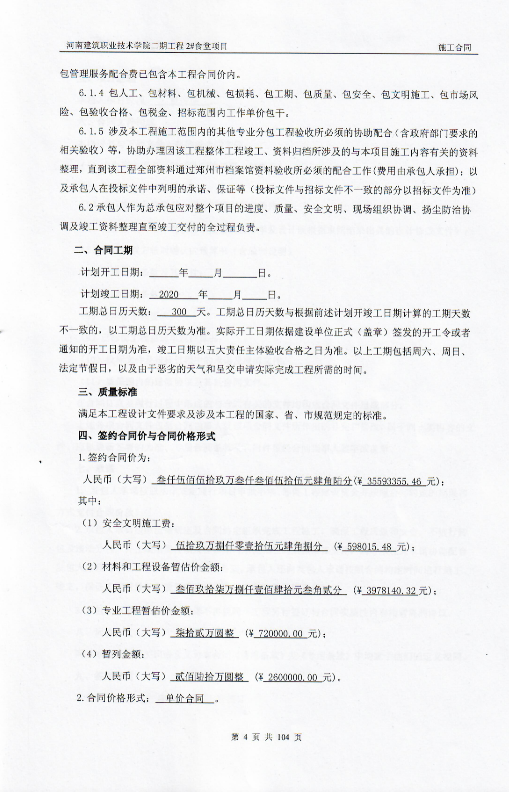 河南建筑职业技术学院二期工程 2#食堂项目 施工合同
包管理服务配合费已包含本工程合同价内。
6.1.4 包人工、包材料、包机械、包损耗、包工期、包质量、包安全、包文明施工、包市场风
险、包验收合格、包税金、招标范围内工作单价包干。
6.1.5 涉及本工程施工范围内的其他专业分包工程验收所必须的协助配合（含政府部门要求的
相关验收）等，协助办理因该工程整体工程竣工、资料归档所涉及的与本项目施工内容有关的资料
整理，直到该工程全部资料通过郑州市档案馆资料验收所必须的配合工作(费用由承包人承担)；以
及承包人在投标文件中列明的承诺、保证等（投标文件与招标文件不一致的部分以招标文件为准）
6.2 承包人作为总承包应对整个项目的进度、质量、安全文明、现场组织协调、扬尘防治协
调及竣工资料整理直至竣工交付的全过程负责。
二、合同工期
计划开工日期：______年_____月_____日。
计划竣工日期： 2020 年_____月_____日。
工期总日历天数： 300 天。工期总日历天数与根据前述计划开竣工日期计算的工期天数
不一致的，以工期总日历天数为准。实际开工日期依据建设单位正式（盖章）签发的开工令或者
通知的开工日期为准，竣工日期以五大责任主体验收合格之日为准。以上工期包括周六、周日、
法定节假日，以及由于恶劣的天气和呈交申请实际完成工程所需的时间。
三、质量标准
满足本工程设计文件要求及涉及本工程的国家、省、市规范规定的标准。
四、签约合同价与合同价格形式
1.签约合同价为：
人民币（大写） 叁仟伍佰伍拾玖万叁仟叁佰伍拾伍元肆角陆分(¥ 35593355.46 元)；
其中：
（1）安全文明施工费：
人民币（大写） 伍拾玖万捌仟零壹拾伍元肆角捌分 (¥ 598015.48 元)；
（2）材料和工程设备暂估价金额：
人民币（大写） 叁佰玖拾柒万捌仟壹佰肆拾元叁角贰分 (¥ 3978140.32 元)；
（3）专业工程暂估价金额：
人民币（大写） 柒拾贰万圆整 (¥ 720000.00 元)；
（4）暂列金额：
人民币（大写） 贰佰陆拾万圆整 (¥ 2600000.00 元)。
2.合同价格形式： 单价合同 。
第 4 页 共 104 页